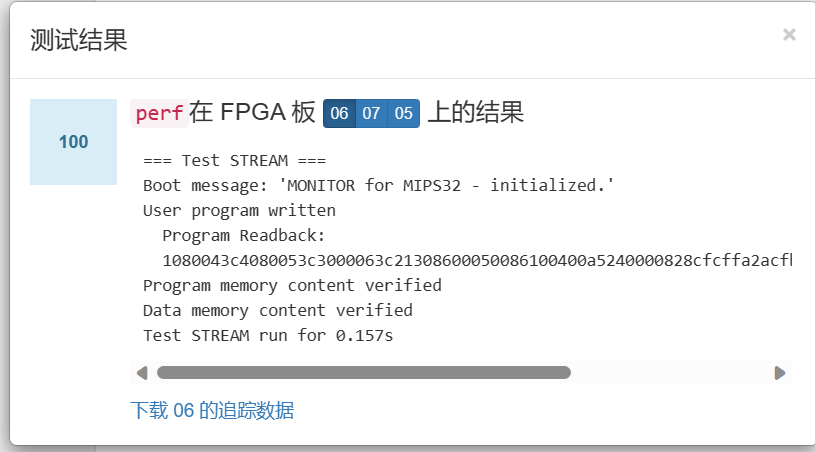 测试结果
×
100
perf在 FPGA 板 06 07 05 上的结果
=== Test STREAM ===
Boot message: 'MONITOR for MIPS32 - initialized.'
User program written
Program Readback:
1080043c4080053c3000063c21308600050086100400a5240000828cfcffa2acf
Program memory content verified
Data memory content verified
Test STREAM run for 0.157s
下载 06 的追踪数据